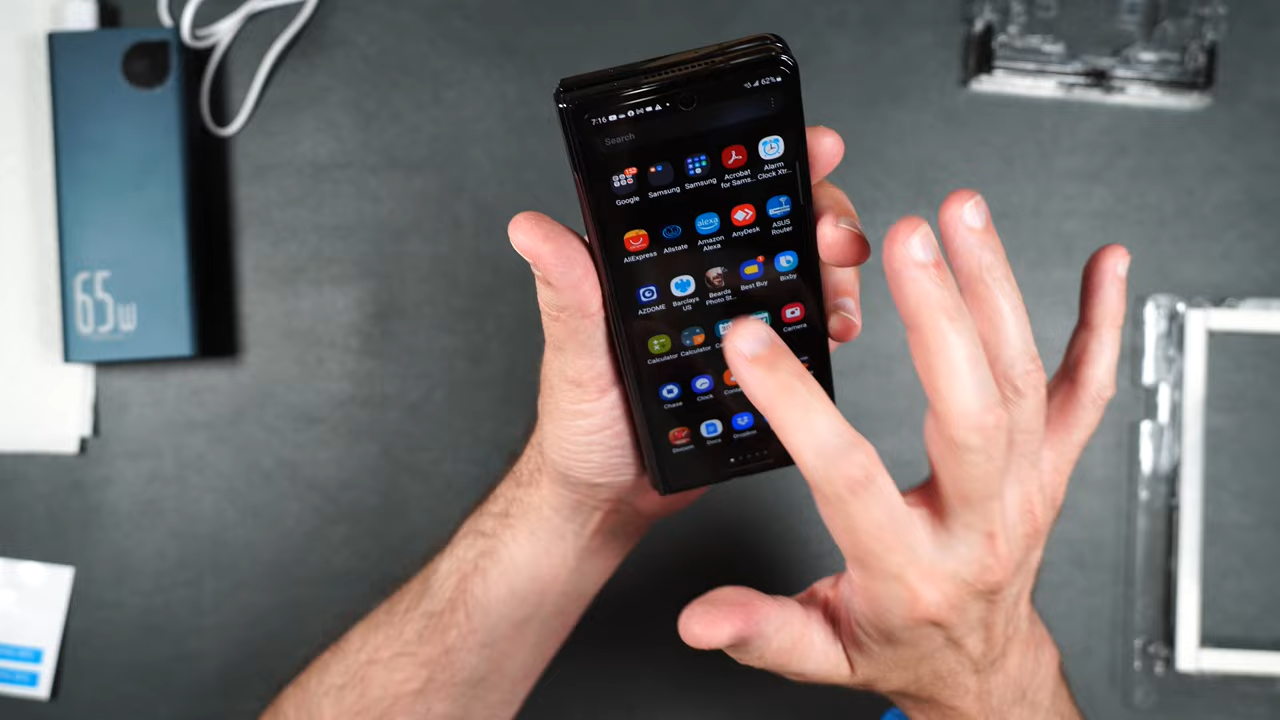 7:16
62%
Search
Google
Samsung
Samsung
Acrobat
for Sams...
Alarm
Clock Xtr...
AliExpress
Allstate
alexa
Amazon
Alexa
AnyDesk
ASUS
Router
AZDOME
Barclays
US
Beards
Photo St...
Best Buy
Bixby
Calculator
Calculator
Camera
Chase
Clock
Docs
Dropbox
65w